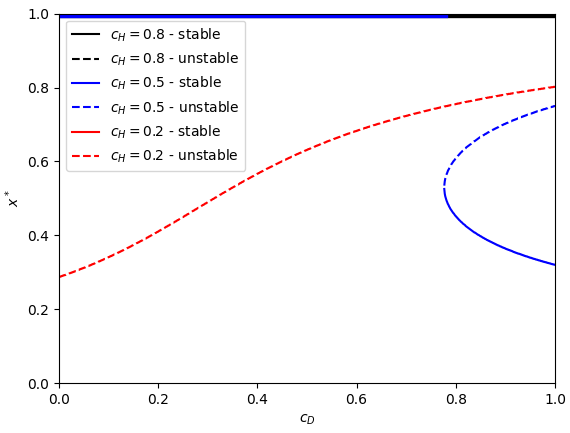 1.0
0.8
0.6
0.4
0.2
0.0
x*
c_H = 0.8 - stable
c_H = 0.8 - unstable
c_H = 0.5 - stable
c_H = 0.5 - unstable
c_H = 0.2 - stable
c_H = 0.2 - unstable
0.0 0.2 0.4 0.6 0.8 1.0
c_D